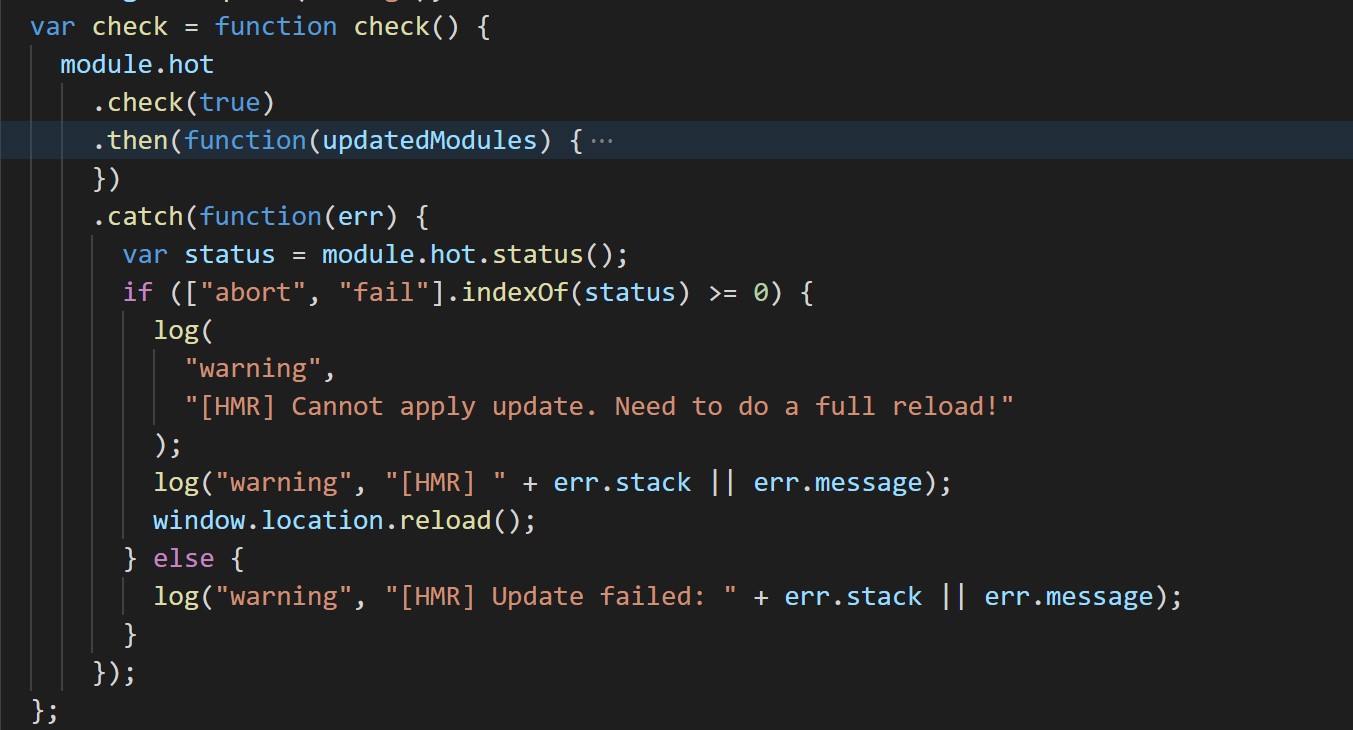 var check = function check() {
  module.hot
    .check(true)
    .then(function(updatedModules) {···
    })
    .catch(function(err) {
      var status = module.hot.status();
      if (["abort", "fail"].indexOf(status) >= 0) {
        log(
          "warning",
          "[HMR] Cannot apply update. Need to do a full reload!"
        );
        log("warning", "[HMR] " + err.stack || err.message);
        window.location.reload();
      } else {
        log("warning", "[HMR] Update failed: " + err.stack || err.message);
      }
    });
};